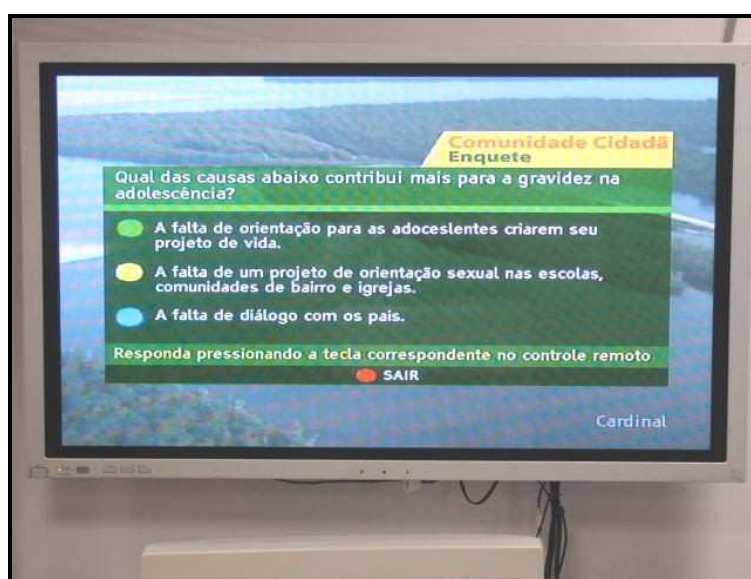 Comunidade Cidadã
Enquete
Qual das causas abaixo contribui mais para a gravidez na
adolescência?
A falta de orientação para as adoceslentes criarem seu
projeto de vida.
A falta de um projeto de orientação sexual nas escolas,
comunidades de bairro e igrejas.
A falta de diálogo com os pais.
Responda pressionando a tecla correspondente no controle remoto
SAIR
Cardinal